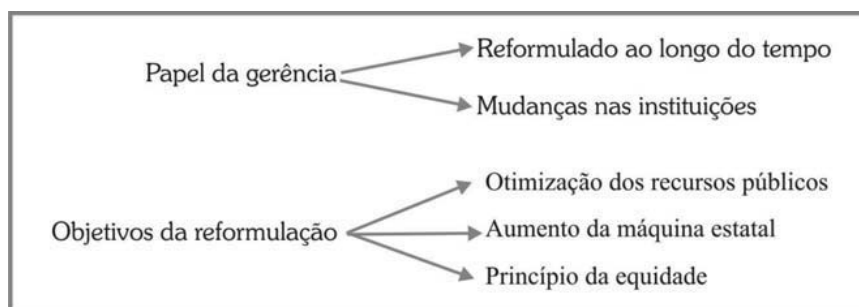 Reformulado ao longo do tempo
Papel da gerência
Mudanças nas instituições
Otimização dos recursos públicos
Objetivos da reformulação
Aumento da máquina estatal
Princípio da equidade